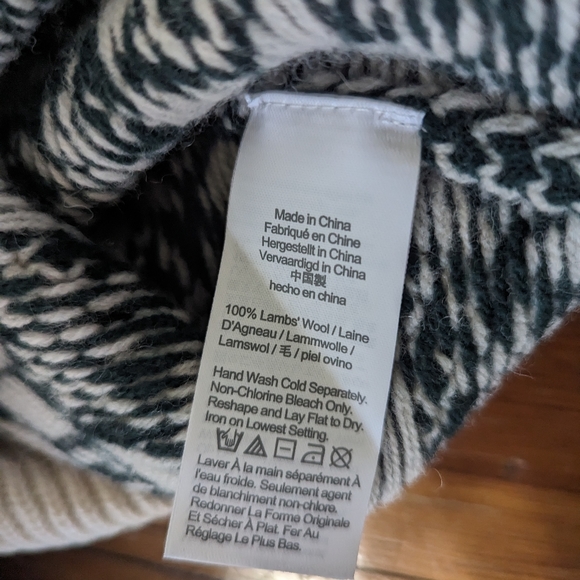 Made in China
Fabriqué en Chine
Hergestellt in China
Vervaardigd in China
中国製
hecho en china
100% Lambs' Wool / Laine
D'Agneau / Lammwolle /
Lamswol / 毛 / piel ovino
Hand Wash Cold Separately.
Non-Chlorine Bleach Only.
Reshape and Lay Flat to Dry.
Iron on Lowest Setting.
Laver À la main séparément À
l'eau froide. Seulement agent
de blanchiment non-chlore.
Redonner La Forme Originale
Et Sécher À Plat. Fer Au
Réglage Le Plus Bas.